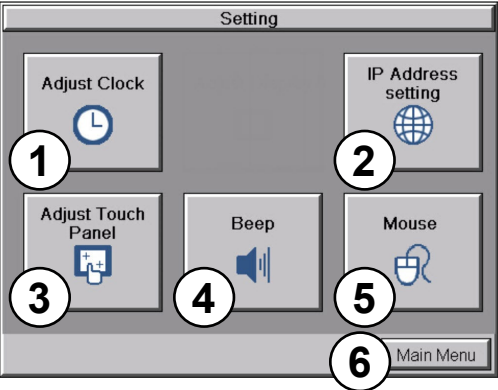 Setting
Adjust Clock
1
IP Address
setting
2
Adjust Touch
Panel
3
Beep
4
Mouse
5
6
Main Menu